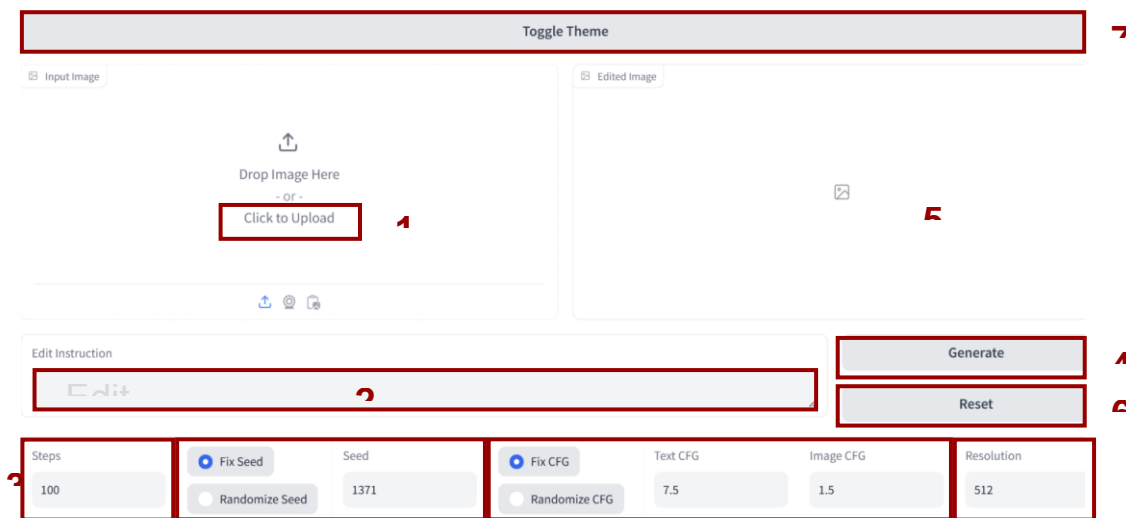 Toggle Theme
Input Image
Edited Image
Drop Image Here
- or -
Click to Upload
1
5
Edit Instruction
Generate
Reset
Steps
Fix Seed
Seed
Fix CFG
Text CFG
Image CFG
Resolution
100
Randomize Seed
1371
Randomize CFG
7.5
1.5
512